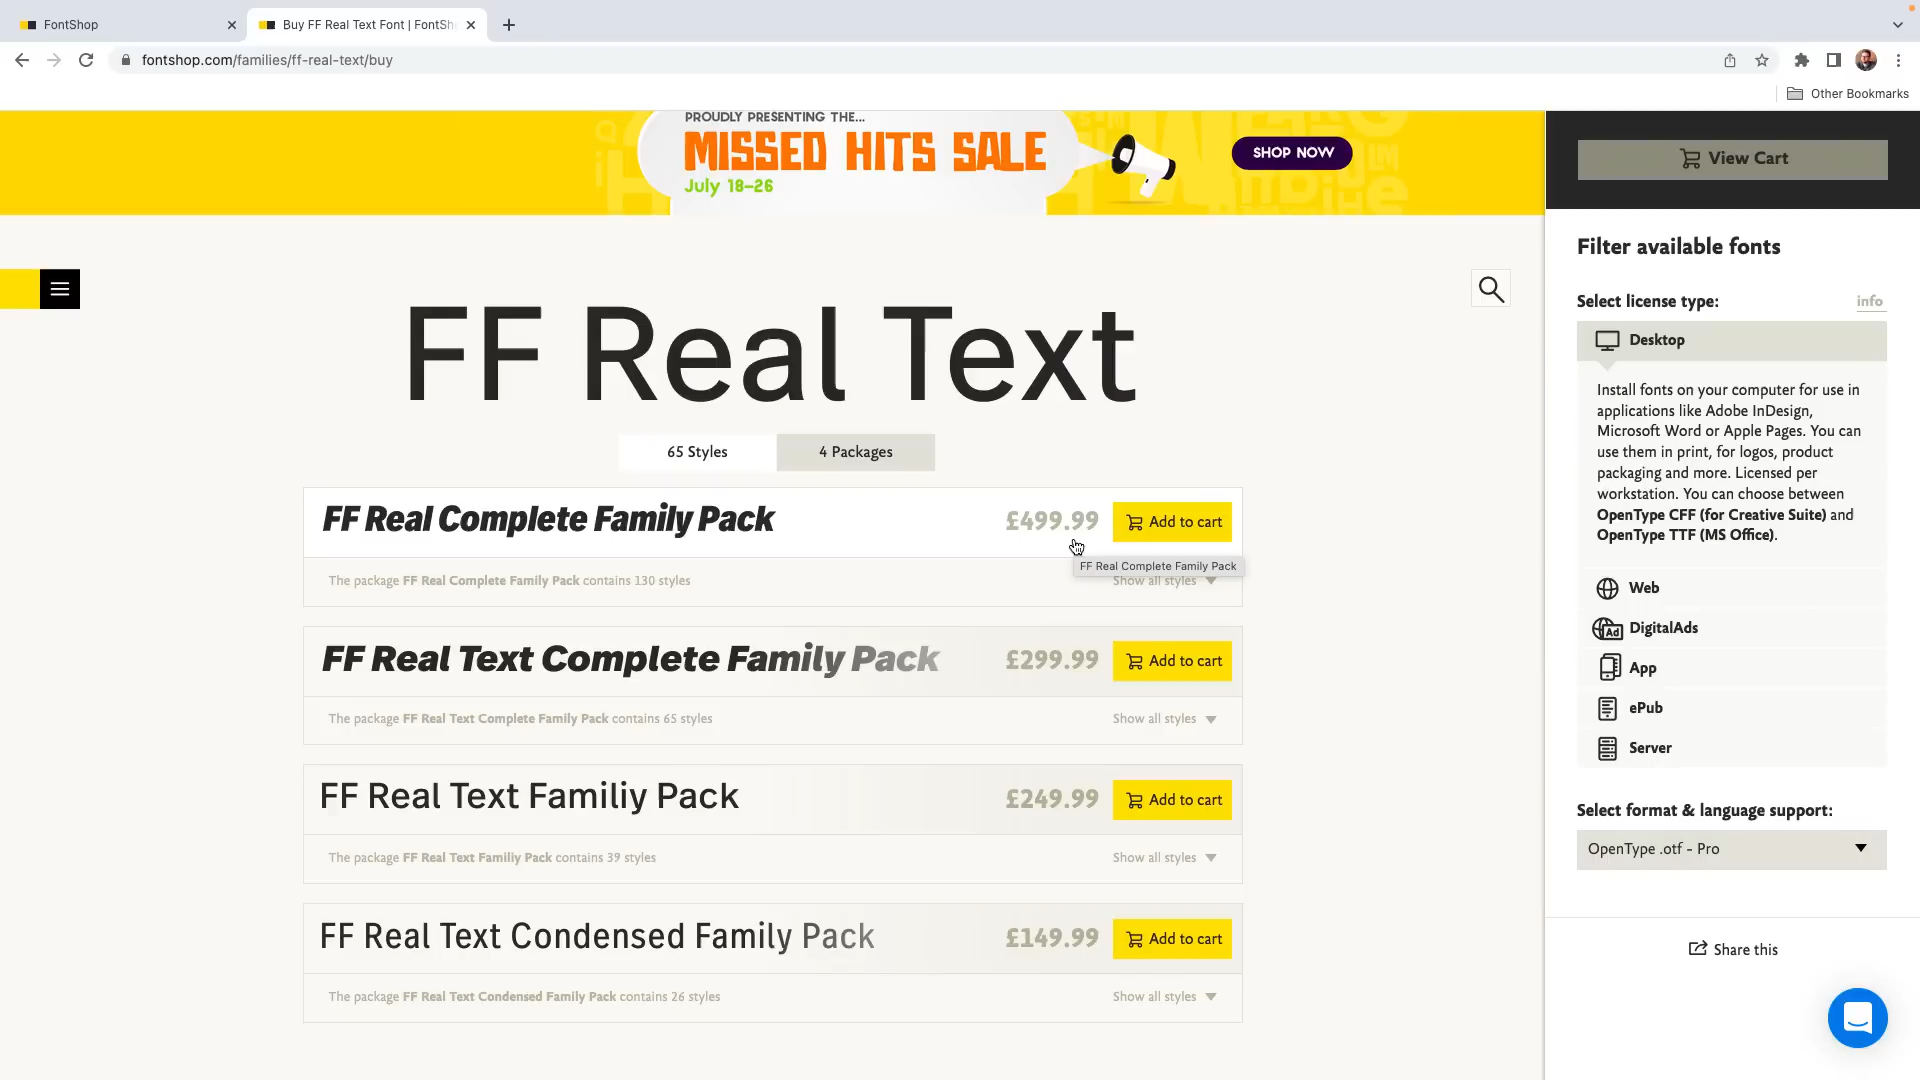 FontShop
Buy FF Real Text Font | FontSh
fontshop.com/families/ff-real-text/buy
Other Bookmarks
PROUDLY PRESENTING THE...
MISSED HITS SALE
July 18–26
SHOP NOW
View Cart
FF Real Text
65 Styles
4 Packages
FF Real Complete Family Pack
£499.99
Add to cart
FF Real Complete Family Pack
The package FF Real Complete Family Pack contains 130 styles
Show all styles
FF Real Text Complete Family Pack
£299.99
Add to cart
The package FF Real Text Complete Family Pack contains 65 styles
Show all styles
FF Real Text Familiy Pack
£249.99
Add to cart
The package FF Real Text Familiy Pack contains 39 styles
Show all styles
FF Real Text Condensed Family Pack
£149.99
Add to cart
The package FF Real Text Condensed Family Pack contains 26 styles
Show all styles
Filter available fonts
Select license type:
info
Desktop
Install fonts on your computer for use in
applications like Adobe InDesign,
Microsoft Word or Apple Pages. You can
use them in print, for logos, product
packaging and more. Licensed per
workstation. You can choose between
OpenType CFF (for Creative Suite) and
OpenType TTF (MS Office).
Web
Ad
DigitalAds
App
ePub
Server
Select format & language support:
OpenType .otf - Pro
Share this